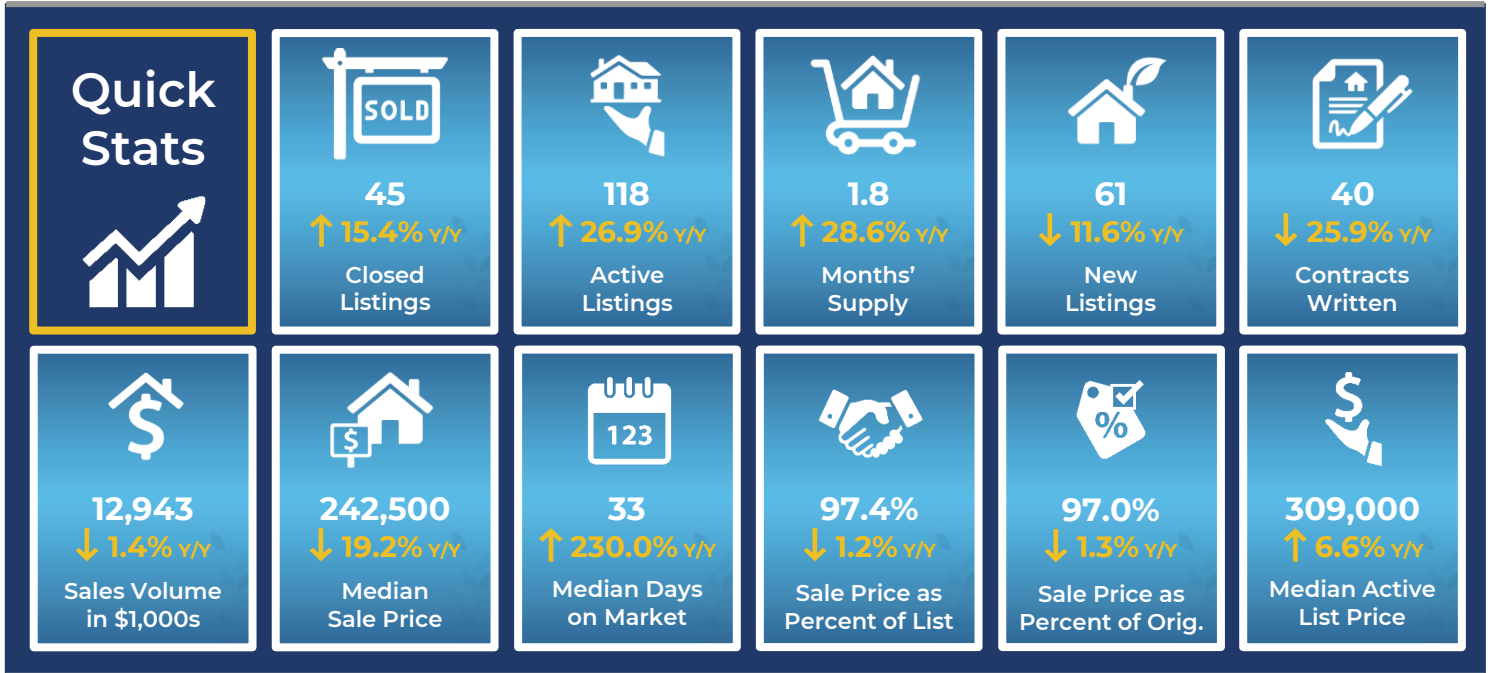 Quick
Stats
SOLD
45
↑ 15.4% Y/Y
Closed
Listings
118
↑ 26.9% Y/Y
Active
Listings
1.8
↑ 28.6% Y/Y
Months’
Supply
61
↓ 11.6% Y/Y
New
Listings
40
↓ 25.9% Y/Y
Contracts
Written
$
12,943
↓ 1.4% Y/Y
Sales Volume
in $1,000s
$
242,500
↓ 19.2% Y/Y
Median
Sale Price
123
33
↑ 230.0% Y/Y
Median Days
on Market
97.4%
↓ 1.2% Y/Y
Sale Price as
Percent of List
%
97.0%
↓ 1.3% Y/Y
Sale Price as
Percent of Orig.
$
309,000
↑ 6.6% Y/Y
Median Active
List Price